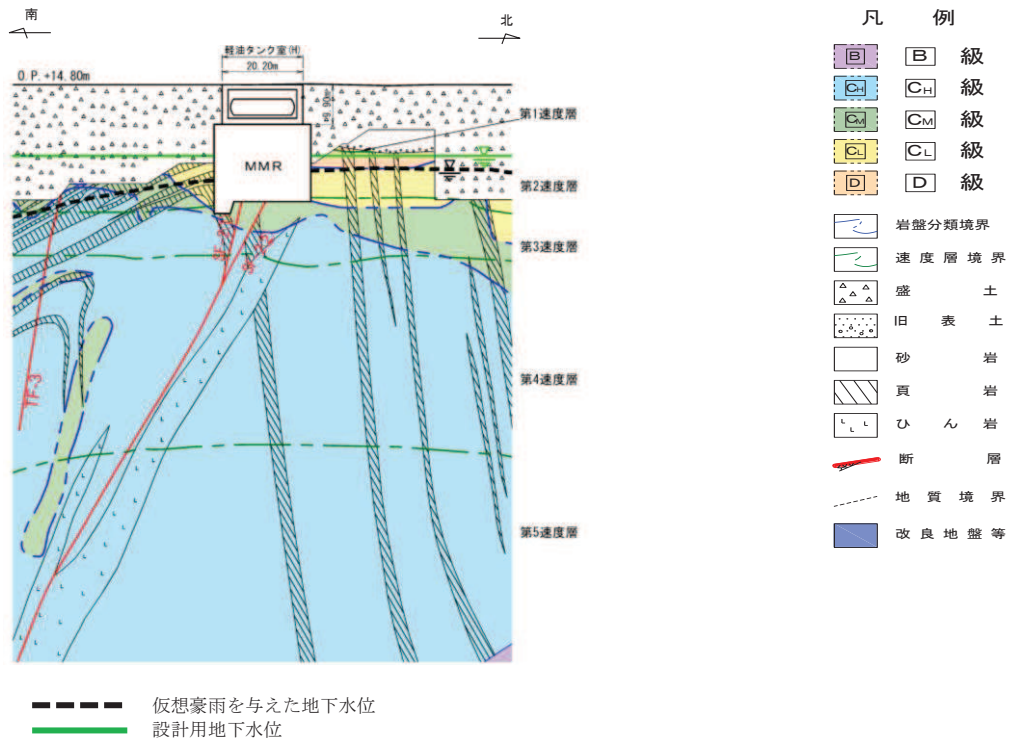 南
北
軽油タンク室(H)
20.20m
O.P.+14.80m
19.90m
第1速度層
MMR
第2速度層
第3速度層
TF-3
第4速度層
第5速度層
凡 例
B B 級
CH CH 級
CM CM 級
CL CL 級
D D 級
岩盤分類境界
速度層境界
盛土
旧表土
砂岩
頁岩
ひん岩
断層
地質境界
改良地盤等
仮想豪雨を与えた地下水位
設計用地下水位